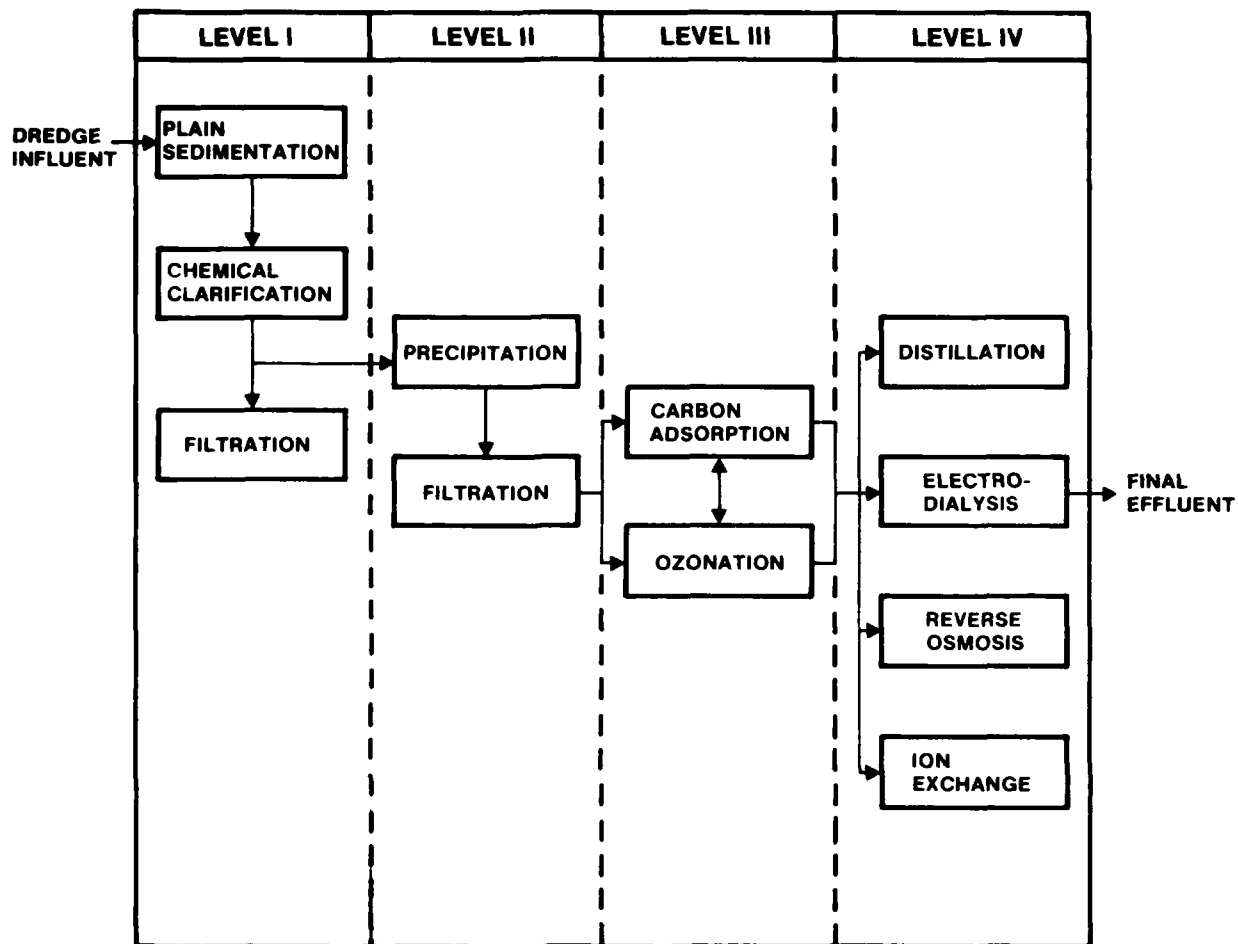 LEVEL I
LEVEL II
LEVEL III
LEVEL IV
DREDGE
INFLUENT
PLAIN
SEDIMENTATION
CHEMICAL
CLARIFICATION
FILTRATION
PRECIPITATION
FILTRATION
CARBON
ADSORPTION
OZONATION
DISTILLATION
ELECTRO-
DIALYSIS
REVERSE
OSMOSIS
ION
EXCHANGE
FINAL
EFFLUENT